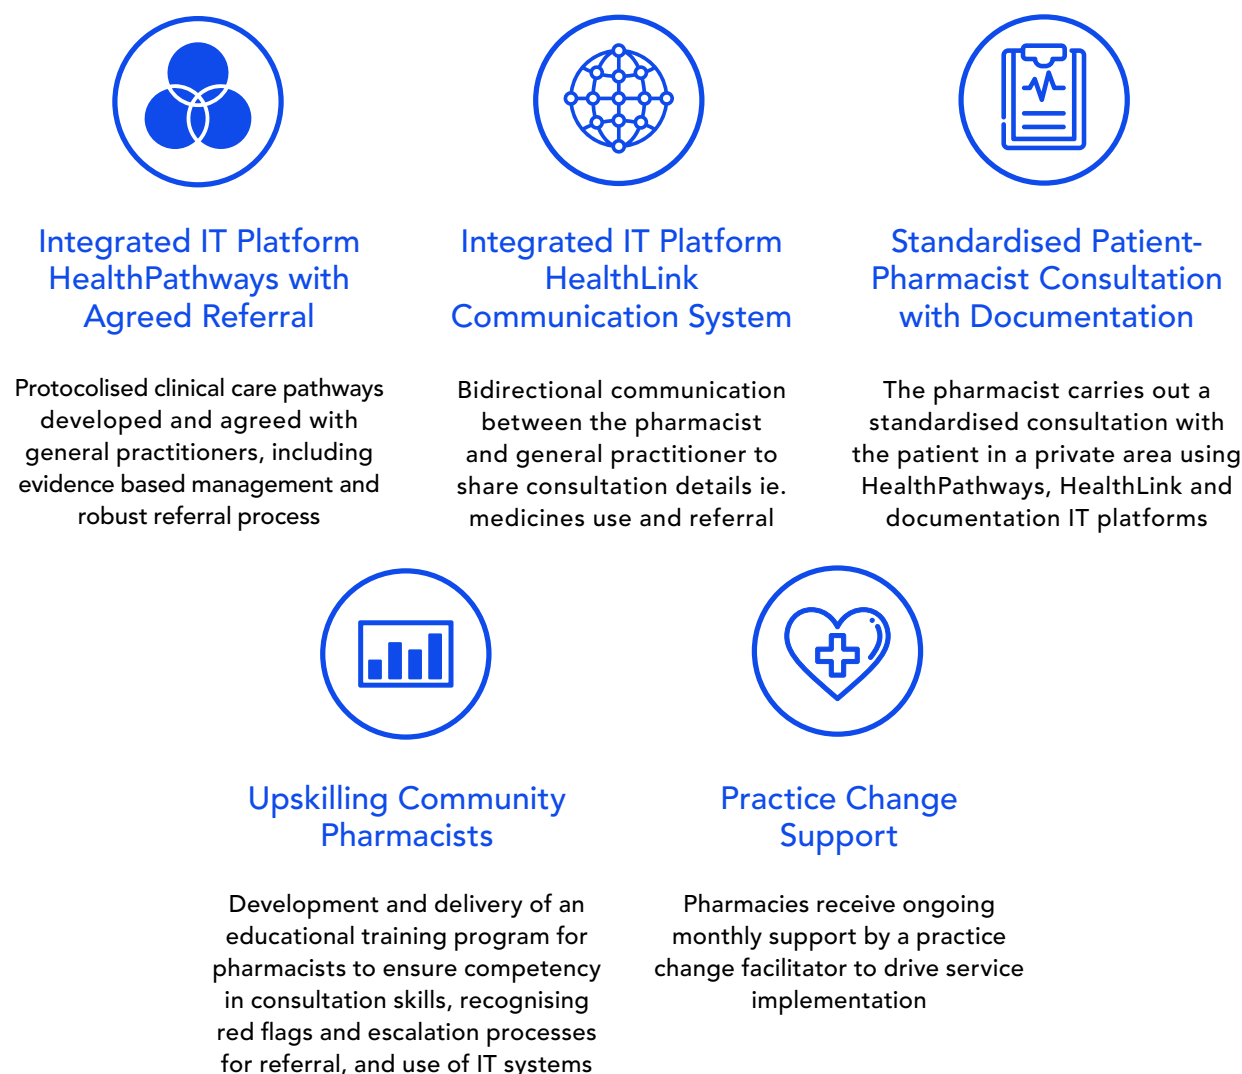 Integrated IT Platform
HealthPathways with
Agreed Referral
Protocolised clinical care pathways
developed and agreed with
general practitioners, including
evidence based management and
robust referral process
Integrated IT Platform
HealthLink
Communication System
Bidirectional communication
between the pharmacist
and general practitioner to
share consultation details ie.
medicines use and referral
Standardised Patient-
Pharmacist Consultation
with Documentation
The pharmacist carries out a
standardised consultation with
the patient in a private area using
HealthPathways, HealthLink and
documentation IT platforms
Upskilling Community
Pharmacists
Development and delivery of an
educational training program for
pharmacists to ensure competency
in consultation skills, recognising
red flags and escalation processes
for referral, and use of IT systems
Practice Change
Support
Pharmacies receive ongoing
monthly support by a practice
change facilitator to drive service
implementation